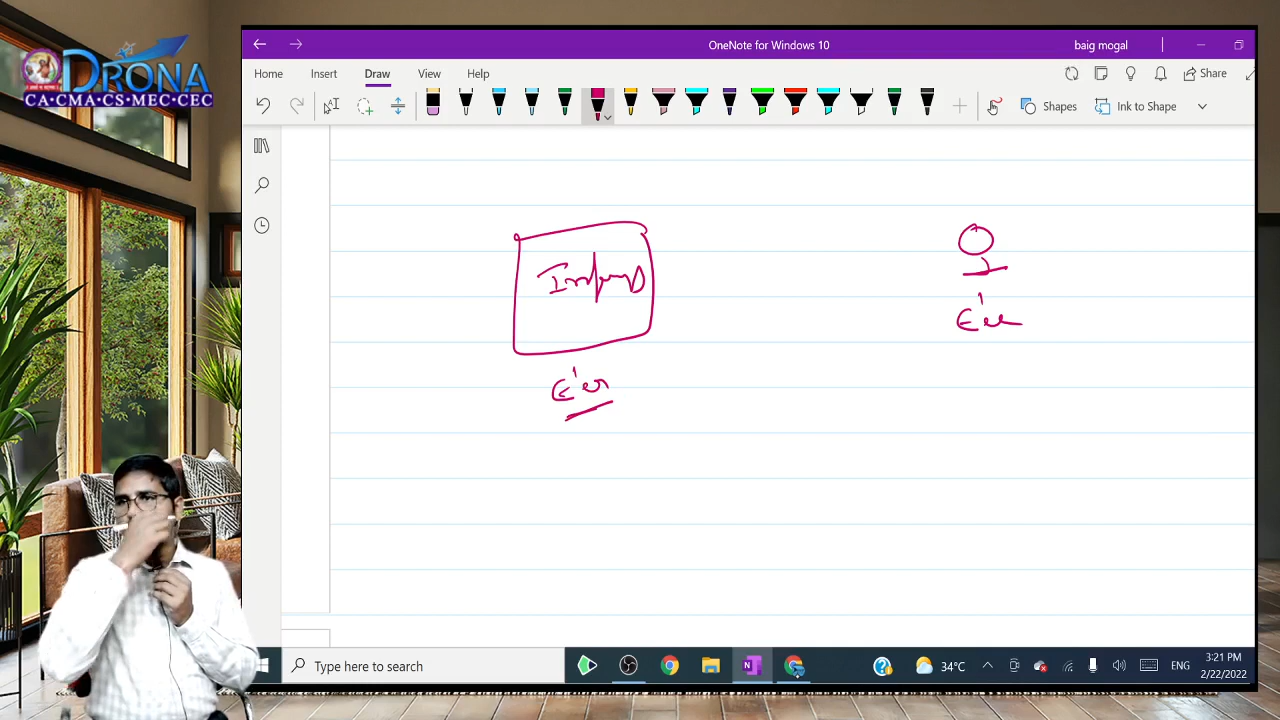 DRONA
CA•CMA•CS•MEC•CEC
OneNote for Windows 10
baig mogal
Home Insert Draw View Help
Share
Shapes
Ink to Shape
Type here to search
34°C
ENG
3:21 PM
2/22/2022